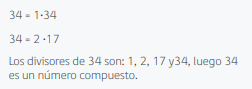 34 = 1·34
34 = 2 ·17
Los divisores de 34 son: 1, 2, 17 y34, luego 34
es un número compuesto.